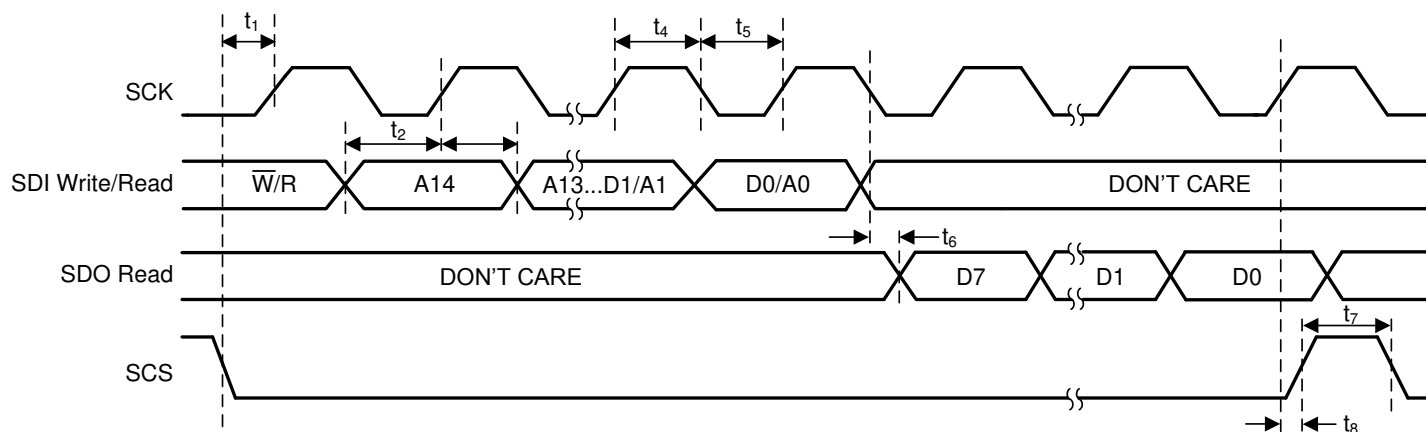 t1
t4
t5
SCK
t2
SDI Write/Read
W̅/R
A14
A13...D1/A1
D0/A0
DON'T CARE
t6
SDO Read
DON'T CARE
D7
D1
D0
t7
SCS
t8